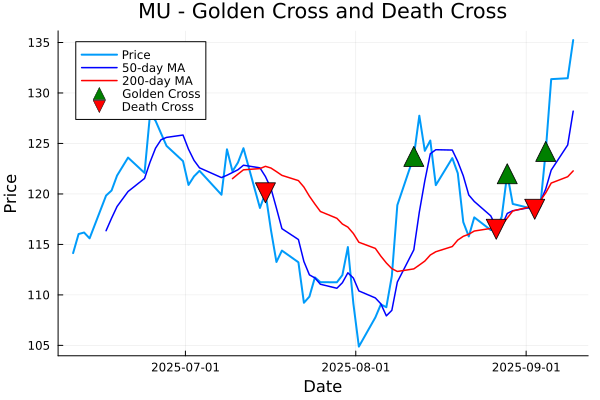 MU - Golden Cross and Death Cross
135
130
125
120
115
110
105
Price
Price
50-day MA
200-day MA
Golden Cross
Death Cross
2025-07-01
2025-08-01
2025-09-01
Date